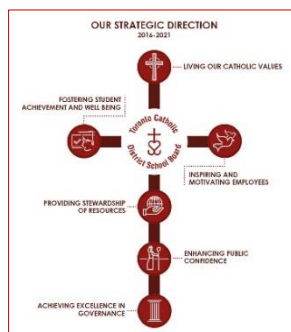 OUR STRATEGIC DIRECTION
2016-2021
LIVING OUR CATHOLIC VALUES
FOSTERING STUDENT
ACHIEVEMENT AND WELL BEING
Toronto Catholic
District School Board
INSPIRING AND
MOTIVATING EMPLOYEES
PROVIDING STEWARDSHIP
OF RESOURCES
ENHANCING PUBLIC
CONFIDENCE
ACHIEVING EXCELLENCE IN
GOVERNANCE